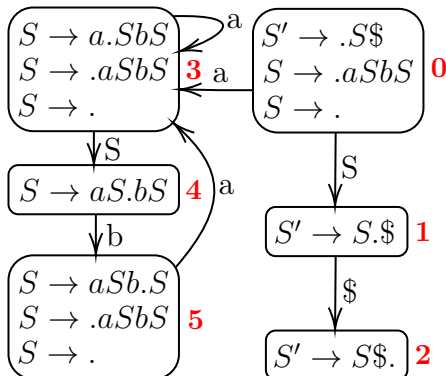 S → a.SbS
S → .aSbS
S → .
3
a
a
S' → .S$
S → .aSbS
S → .
0
S
S → aS.bS
4
b
a
S → aSb.S
S → .aSbS
S → .
5
S
S' → S.$
1
$
S' → S$.
2